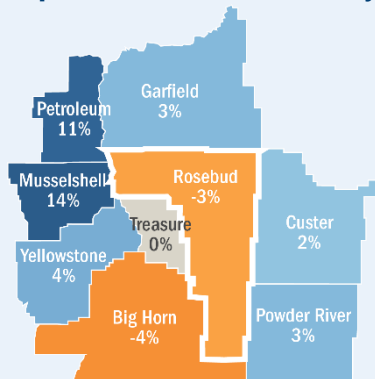 Garfield
3%
Petroleum
11%
Rosebud
-3%
Musselshell
14%
Treasure
0%
Custer
2%
Yellowstone
4%
Big Horn
-4%
Powder River
3%